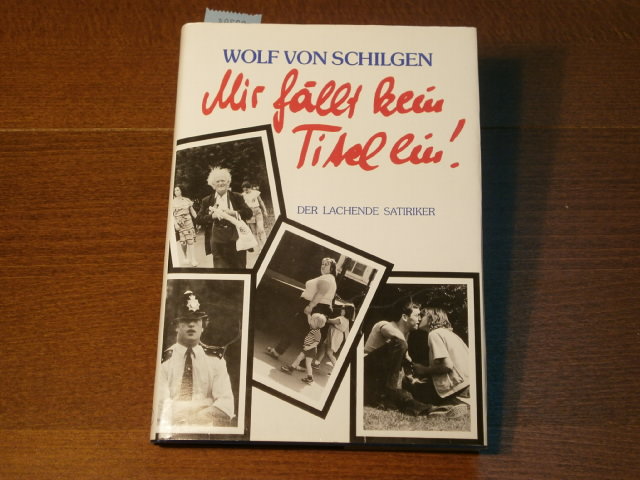 WOLF VON SCHILGEN
Mir fällt kein
Titel ein!
DER LACHENDE SATIRIKER